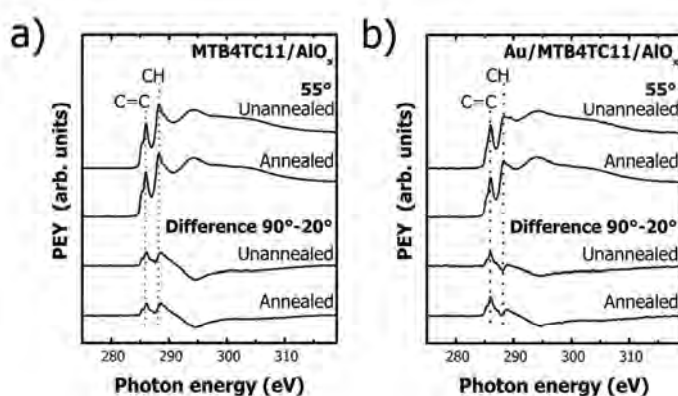 a)
MTB4TC11/AlOx
55°
CH
C=C
Unannealed
Annealed
Difference 90°-20°
Unannealed
Annealed
PEY (arb. units)
280 290 300 310
Photon energy (eV)
b)
Au/MTB4TC11/AlOx
55°
CH
C=C
Unannealed
Annealed
Difference 90°-20°
Unannealed
Annealed
PEY (arb. units)
280 290 300 310
Photon energy (eV)